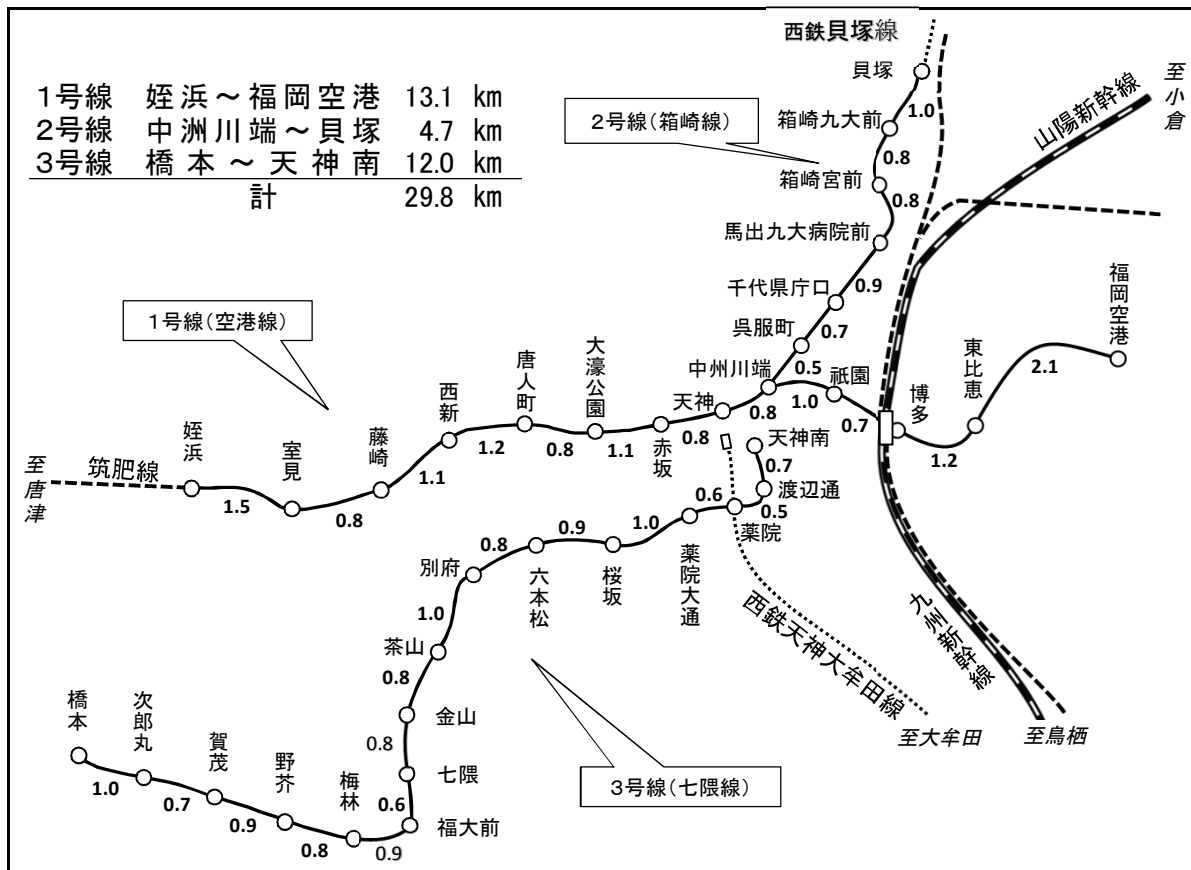 西鉄貝塚線
1号線 姪浜～福岡空港 13.1 km
2号線 中洲川端～貝塚 4.7 km
3号線 橋本～天神南 12.0 km
計 29.8 km
2号線(箱崎線)
貝塚
1.0
箱崎九大前
0.8
箱崎宮前
0.8
馬出九大病院前
0.9
千代県庁口
0.7
呉服町
0.5
中州川端
山陽新幹線
至小倉
1号線(空港線)
至唐津
筑肥線
姪浜
1.5
室見
0.8
藤崎
1.1
西新
1.2
唐人町
0.8
大濠公園
1.1
赤坂
0.8
天神
0.8
1.0
祇園
0.7
博多
1.2
東比恵
2.1
福岡空港
天神南
0.7
渡辺通
0.5
薬院
0.6
薬院大通
1.0
桜坂
0.9
六本松
0.8
別府
1.0
茶山
0.8
金山
0.8
七隈
0.6
福大前
0.9
梅林
0.8
野芥
0.9
賀茂
0.7
次郎丸
1.0
橋本
3号線(七隈線)
西鉄天神大牟田線
九州新幹線
至大牟田
至鳥栖